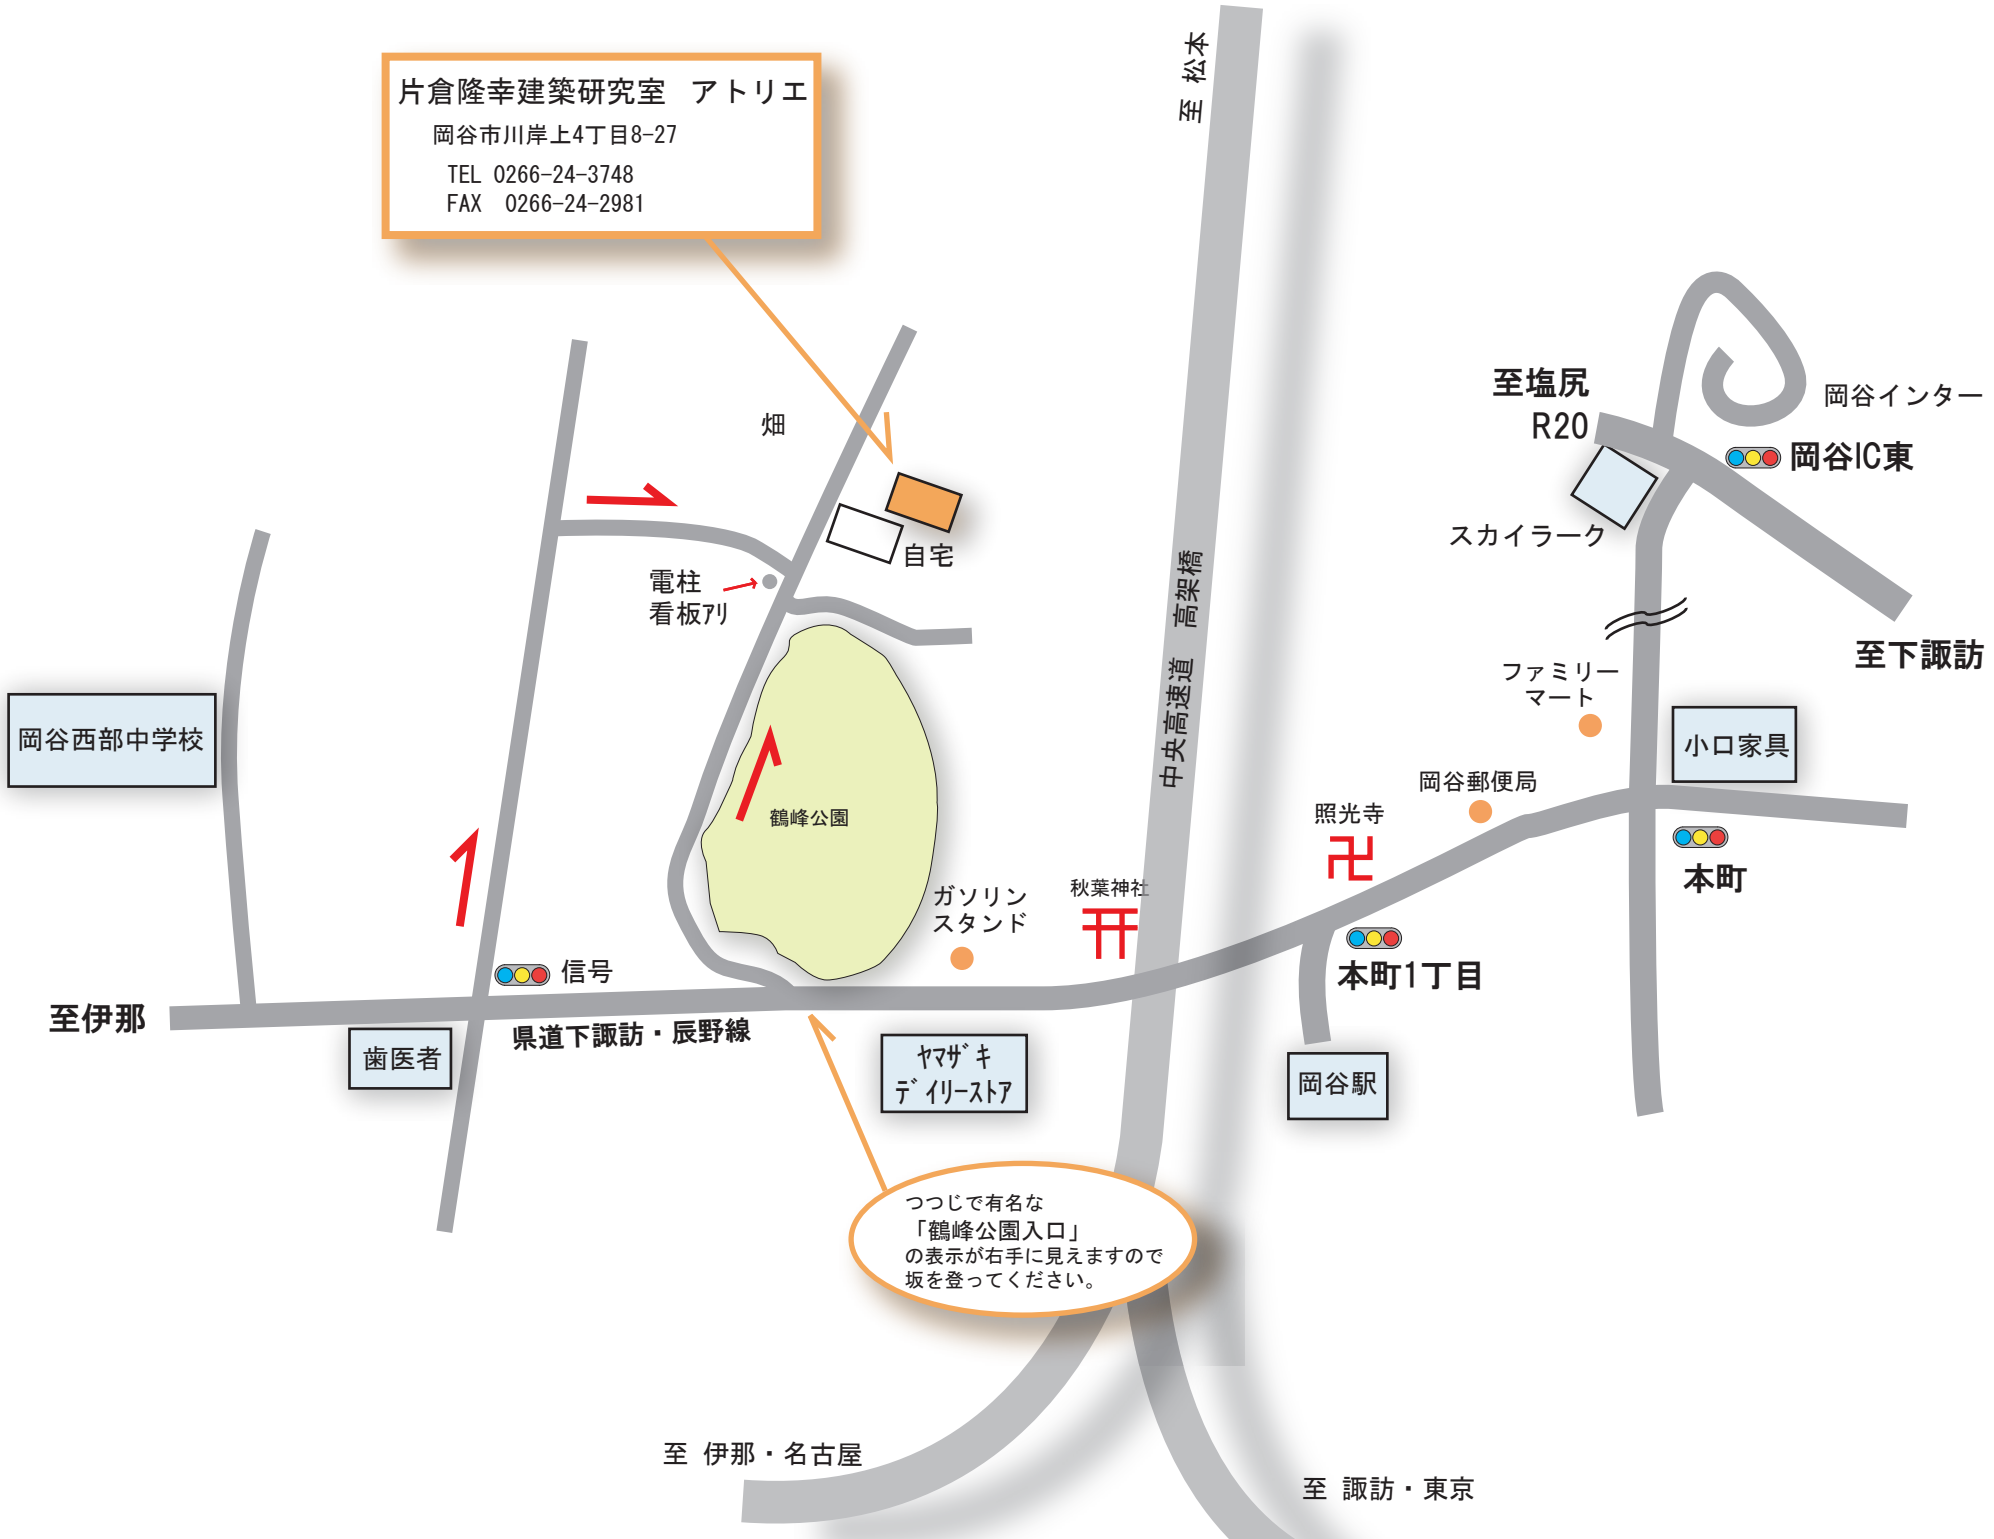 片倉隆幸建築研究室　アトリエ
岡谷市川岸上4丁目8-27
TEL 0266-24-3748
FAX 0266-24-2981
至 松本
畑
自宅
電柱
看板ｱﾘ
中央高速道　高架橋
至塩尻
R20
岡谷インター
岡谷IC東
スカイラーク
至下諏訪
ファミリー
マート
小口家具
岡谷郵便局
照光寺
本町
岡谷西部中学校
鶴峰公園
ガソリン
スタンド
秋葉神社
本町1丁目
信号
至伊那
県道下諏訪・辰野線
歯医者
ﾔﾏｻﾞｷ
ﾃﾞｲﾘｰｽﾄｱ
岡谷駅
つつじで有名な
「鶴峰公園入口」
の表示が右手に見えますので
坂を登ってください。
至 伊那・名古屋
至 諏訪・東京